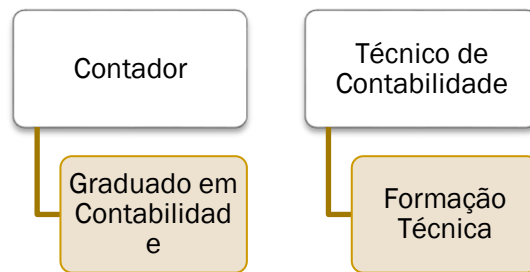 Contador
Graduado em
Contabilidad
e
Técnico de
Contabilidade
Formação
Técnica